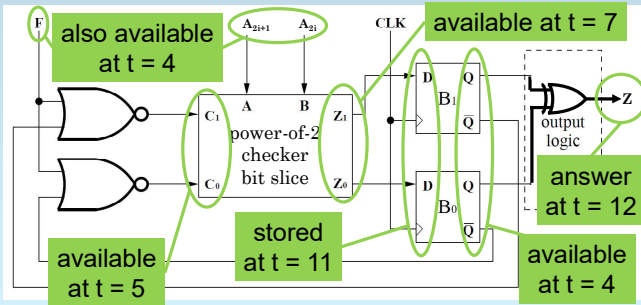 F
also available
at t = 4
A2i+1
A2i
CLK
available
at t = 7
A
B
C1
Z1
power-of-2
checker
bit slice
C0
Z0
D
Q
B1
Q
D
Q
B0
Q
Z
output
logic
answer
at t = 12
available
at t = 5
stored
at t = 11
available
at t = 4